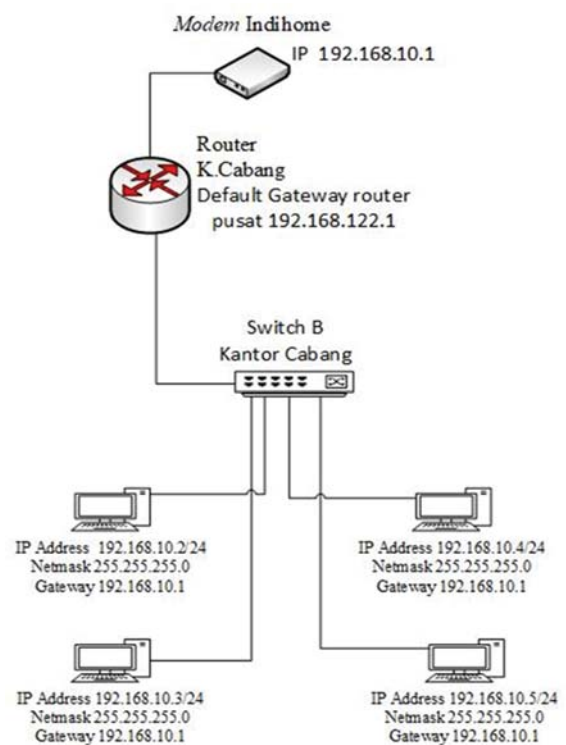 Modem Indihome
IP 192.168.10.1
Router
K.Cabang
Default Gateway router
pusat 192.168.122.1
Switch B
Kantor Cabang
IP Address 192.168.10.2/24
Netmask 255.255.255.0
Gateway 192.168.10.1
IP Address 192.168.10.4/24
Netmask 255.255.255.0
Gateway 192.168.10.1
IP Address 192.168.10.3/24
Netmask 255.255.255.0
Gateway 192.168.10.1
IP Address 192.168.10.5/24
Netmask 255.255.255.0
Gateway 192.168.10.1